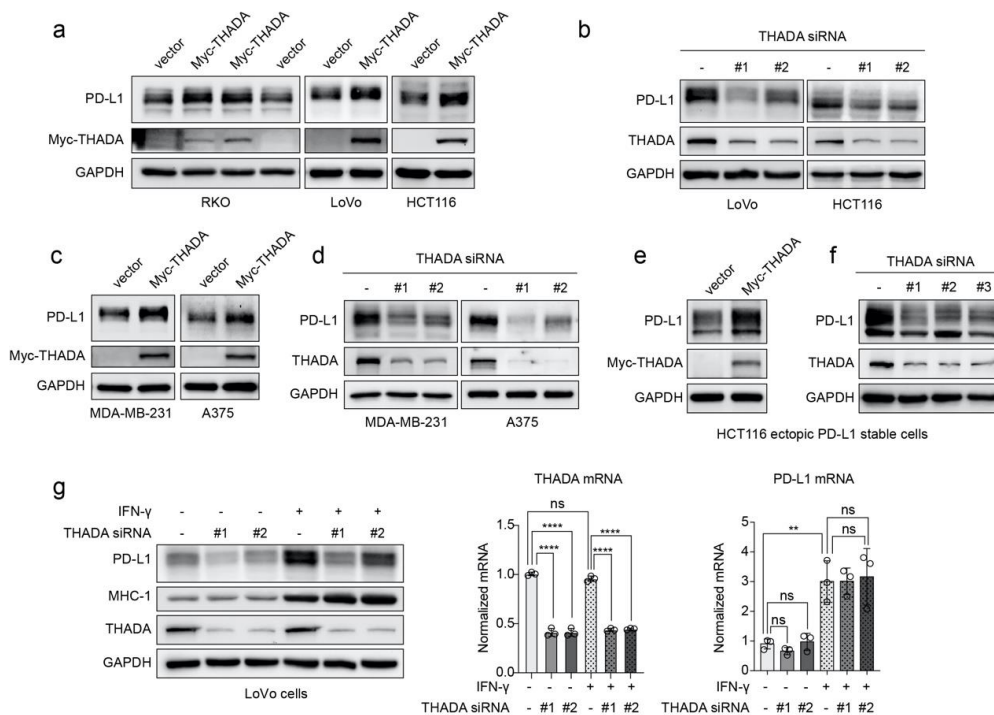 a
vector
Myc-THADA
Myc-THADA
vector
vector
Myc-THADA
vector
Myc-THADA
PD-L1
Myc-THADA
GAPDH
RKO
LoVo
HCT116
b
THADA siRNA
- #1 #2 - #1 #2
PD-L1
THADA
GAPDH
LoVo
HCT116
c
vector
Myc-THADA
vector
Myc-THADA
PD-L1
Myc-THADA
GAPDH
MDA-MB-231
A375
d
THADA siRNA
- #1 #2 - #1 #2
PD-L1
THADA
GAPDH
MDA-MB-231
A375
e
vector
Myc-THADA
PD-L1
Myc-THADA
GAPDH
f
THADA siRNA
- #1 #2 #3
PD-L1
THADA
GAPDH
HCT116 ectopic PD-L1 stable cells
g
IFN-γ - - - + + +
THADA siRNA - #1 #2 - #1 #2
PD-L1
MHC-1
THADA
GAPDH
LoVo cells
THADA mRNA
Normalized mRNA
1.5
1.0
0.5
0.0
ns
****
****
****
****
IFN-γ - - - + + +
THADA siRNA - #1 #2 - #1 #2
PD-L1 mRNA
Normalized mRNA
5
4
3
2
1
0
ns
**
ns
ns
ns
IFN-γ - - - + + +
THADA siRNA - #1 #2 - #1 #2